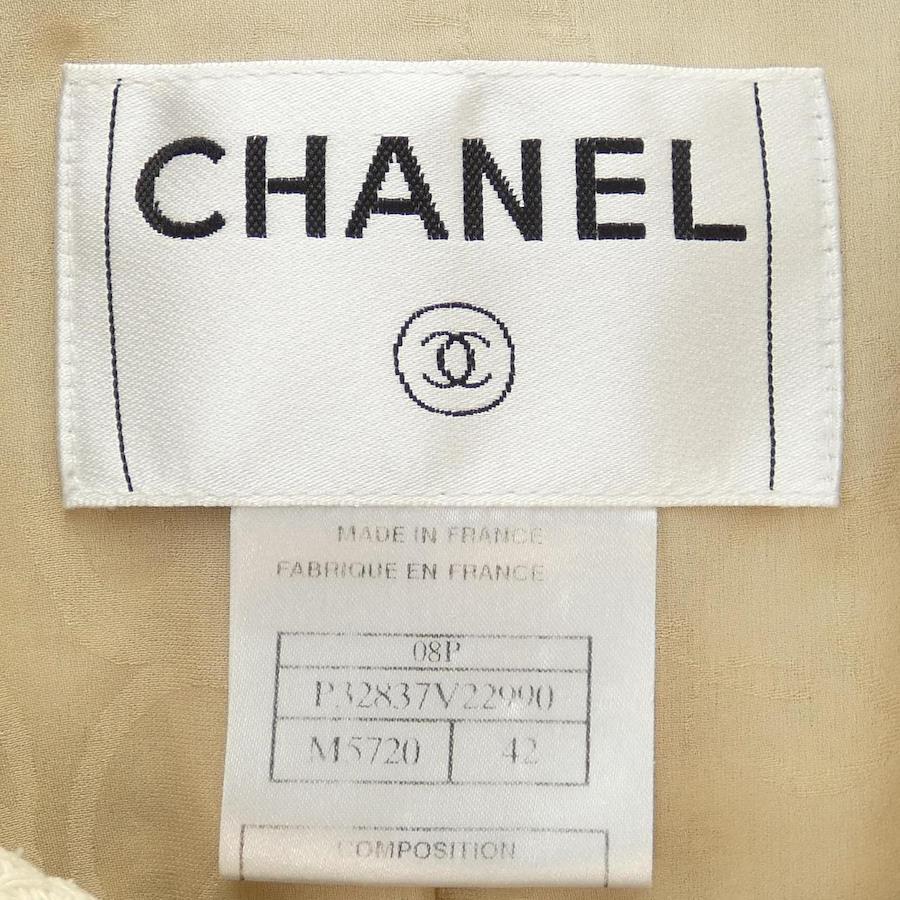 CHANEL
MADE IN FRANCE
FABRIQUE EN FRANCE
08P
P32837V22990
M5720 42
COMPOSITION